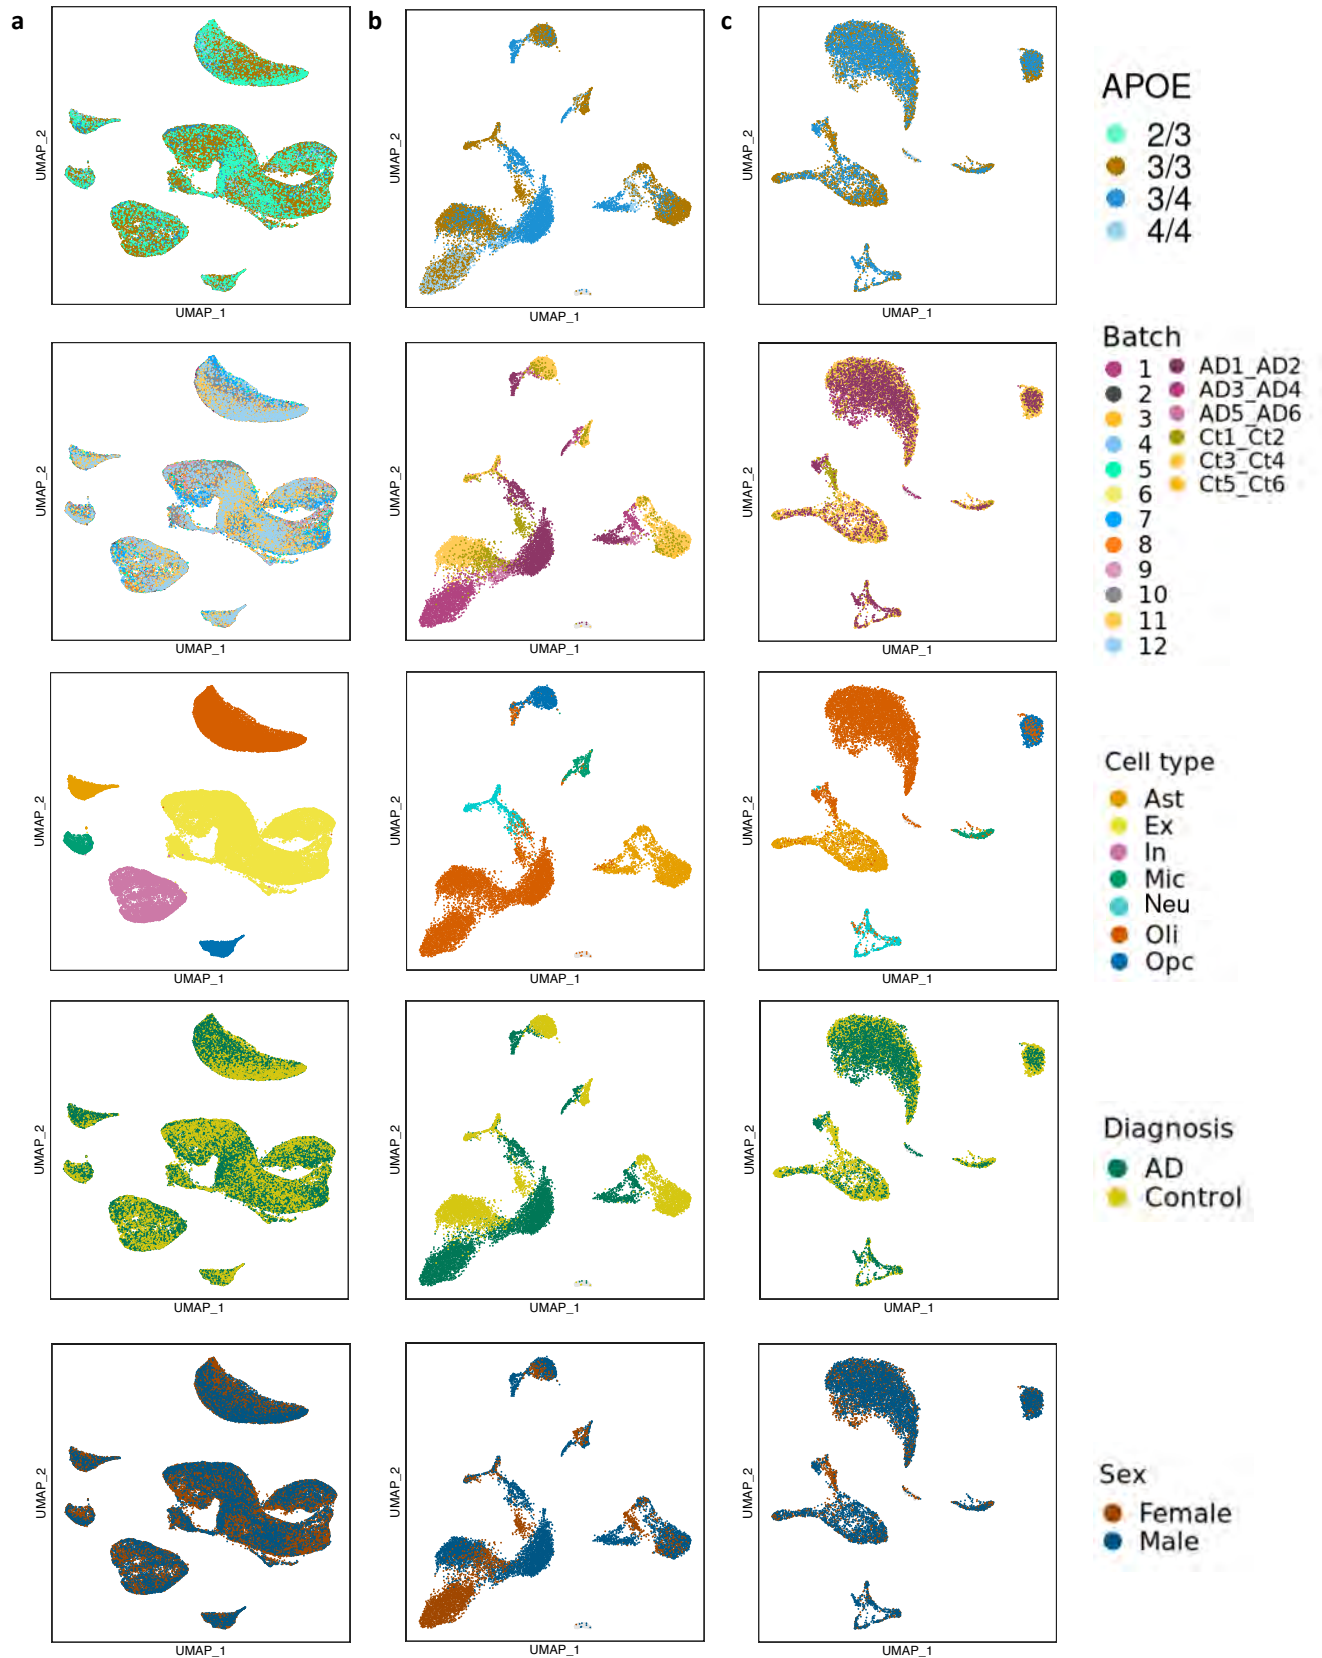 a
b
c
UMAP_2
UMAP_1
UMAP_2
UMAP_1
UMAP_2
UMAP_1
APOE
2/3
3/3
3/4
4/4
UMAP_2
UMAP_1
UMAP_2
UMAP_1
UMAP_2
UMAP_1
Batch
1
2
3
4
5
6
7
8
9
10
11
12
AD1_AD2
AD3_AD4
AD5_AD6
Ct1_Ct2
Ct3_Ct4
Ct5_Ct6
UMAP_2
UMAP_1
UMAP_2
UMAP_1
UMAP_2
UMAP_1
Cell type
Ast
Ex
In
Mic
Neu
Oli
Opc
UMAP_2
UMAP_1
UMAP_2
UMAP_1
UMAP_2
UMAP_1
Diagnosis
AD
Control
UMAP_2
UMAP_1
UMAP_2
UMAP_1
UMAP_2
UMAP_1
Sex
Female
Male